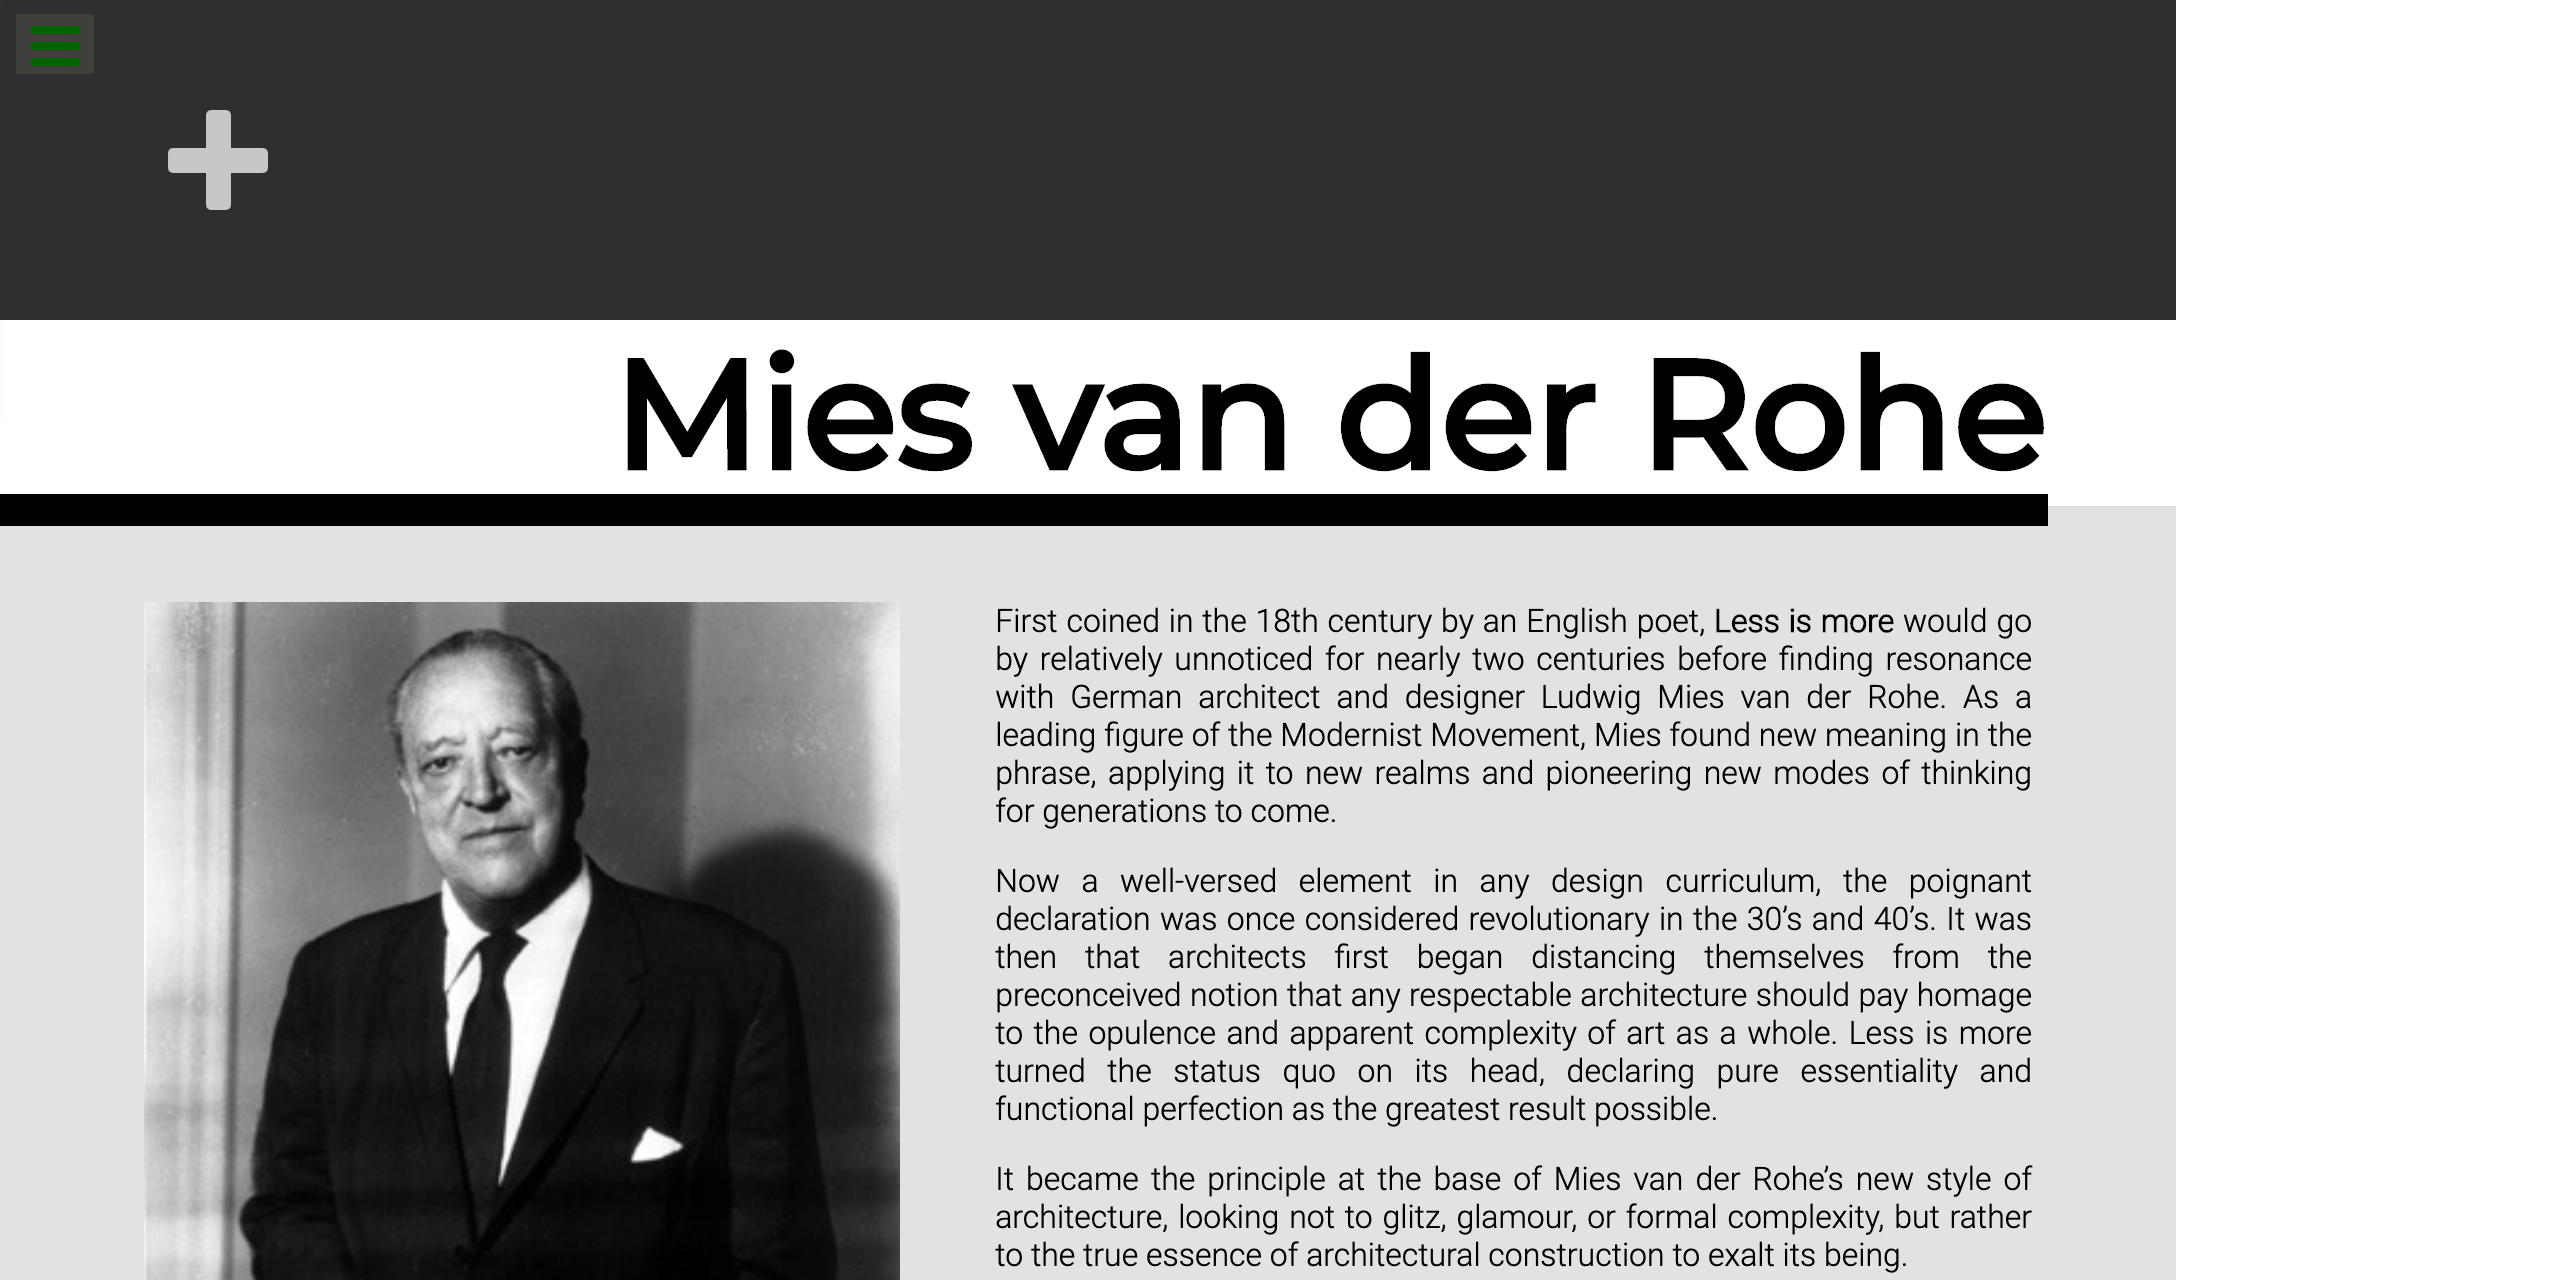 Mies van der Rohe
First coined in the 18th century by an English poet, Less is more would go
by relatively unnoticed for nearly two centuries before finding resonance
with German architect and designer Ludwig Mies van der Rohe. As a
leading figure of the Modernist Movement, Mies found new meaning in the
phrase, applying it to new realms and pioneering new modes of thinking
for generations to come.
Now a well-versed element in any design curriculum, the poignant
declaration was once considered revolutionary in the 30’s and 40’s. It was
then that architects first began distancing themselves from the
preconceived notion that any respectable architecture should pay homage
to the opulence and apparent complexity of art as a whole. Less is more
turned the status quo on its head, declaring pure essentiality and
functional perfection as the greatest result possible.
It became the principle at the base of Mies van der Rohe’s new style of
architecture, looking not to glitz, glamour, or formal complexity, but rather
to the true essence of architectural construction to exalt its being.